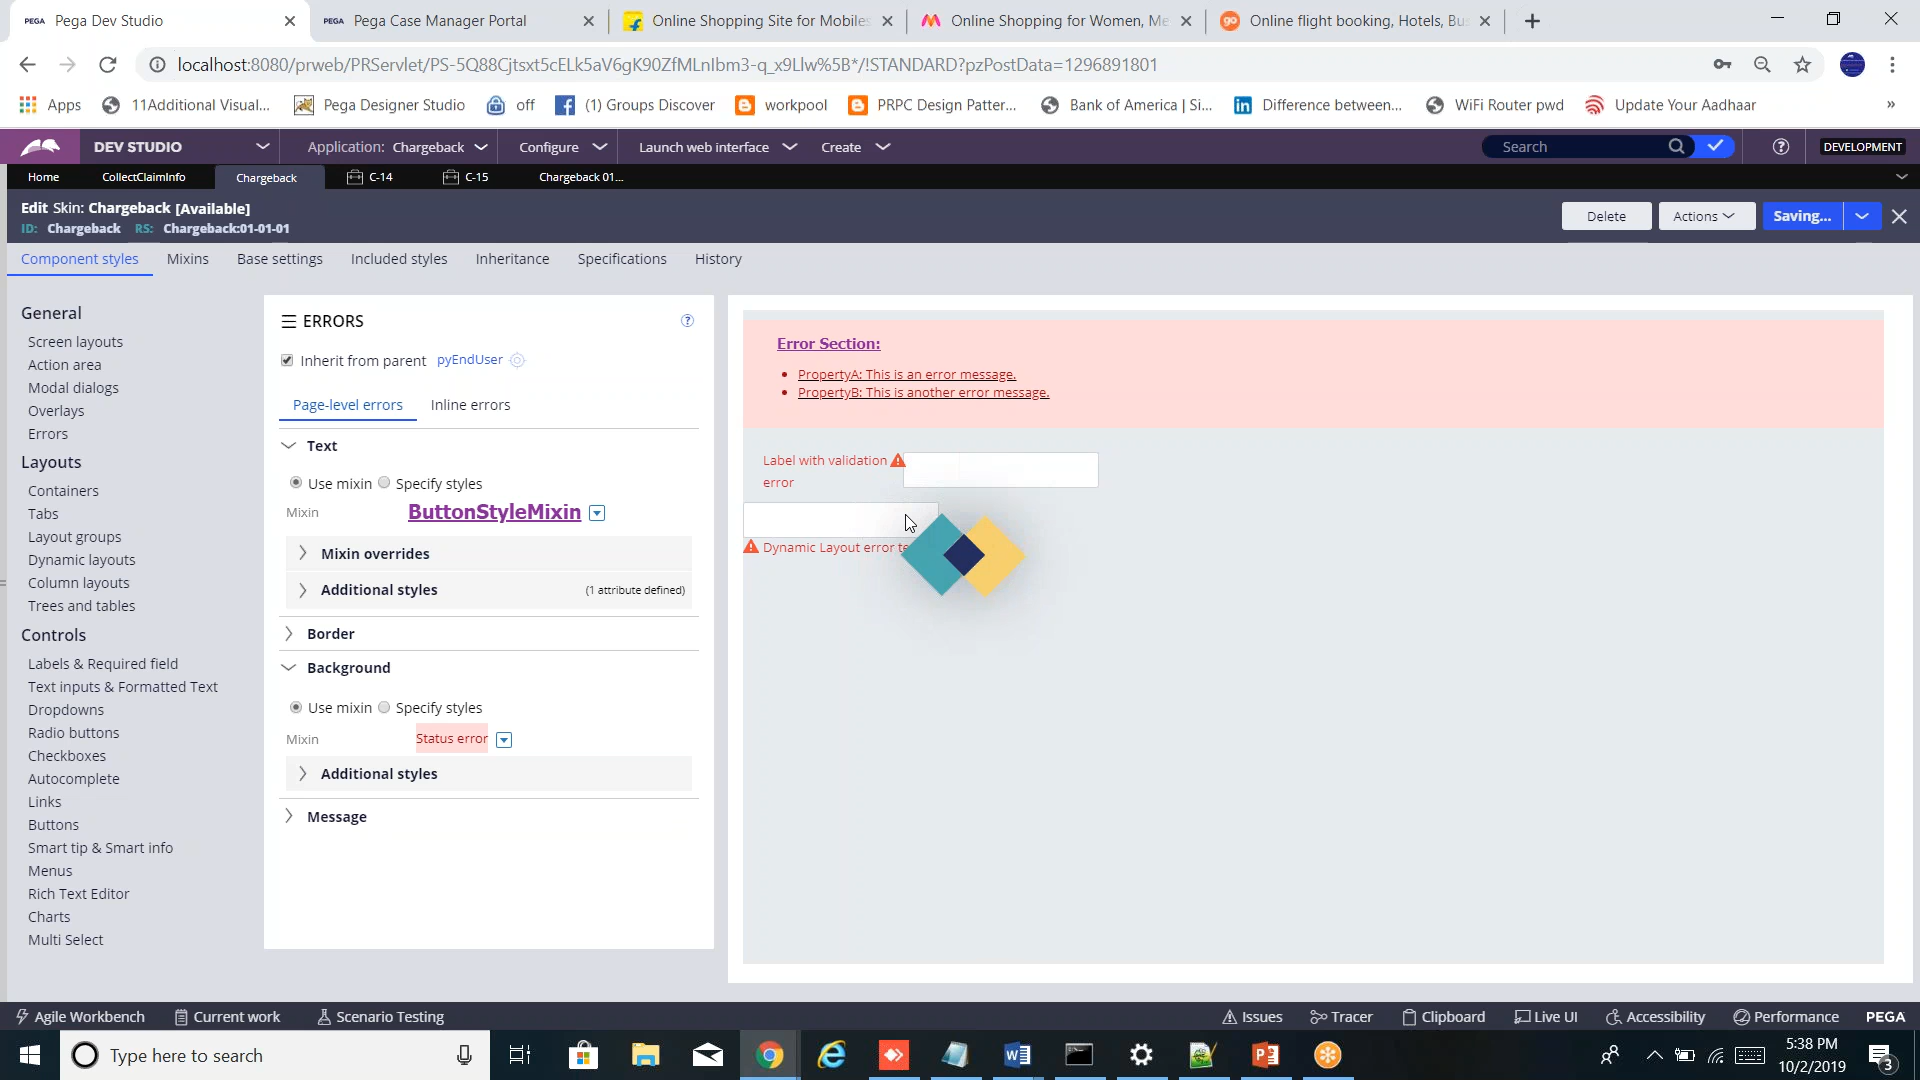 PEGA Pega Dev Studio
PEGA Pega Case Manager Portal
Online Shopping Site for Mobiles
Online Shopping for Women, Me
go Online flight booking, Hotels, Bus
localhost:8080/prweb/PRServlet/PS-5Q88Cjtsxt5cELk5aV6gK90ZfMLnIbm3-q_x9Llw%5B*/!STANDARD?pzPostData=1296891801
Apps
11Additional Visual...
Pega Designer Studio
off
(1) Groups Discover
workpool
PRPC Design Patter...
Bank of America | Si...
Difference between...
WiFi Router pwd
Update Your Aadhaar
»
DEV STUDIO
Application: Chargeback
Configure
Launch web interface
Create
Search
DEVELOPMENT
Home
CollectClaimInfo
Chargeback
C-14
C-15
Chargeback 01...
Edit Skin: Chargeback [Available]
ID: Chargeback RS: Chargeback:01-01-01
Delete
Actions
Saving...
Component styles
Mixins
Base settings
Included styles
Inheritance
Specifications
History
General
Screen layouts
Action area
Modal dialogs
Overlays
Errors
Layouts
Containers
Tabs
Layout groups
Dynamic layouts
Column layouts
Trees and tables
Controls
Labels & Required field
Text inputs & Formatted Text
Dropdowns
Radio buttons
Checkboxes
Autocomplete
Links
Buttons
Smart tip & Smart info
Menus
Rich Text Editor
Charts
Multi Select
ERRORS
?
Inherit from parent pyEndUser
Page-level errors
Inline errors
Text
Use mixin Specify styles
Mixin ButtonStyleMixin
Mixin overrides
Additional styles (1 attribute defined)
Border
Background
Use mixin Specify styles
Mixin Status error
Additional styles
Message
Error Section:
• PropertyA: This is an error message.
• PropertyB: This is another error message.
Label with validation
error
Dynamic Layout error te
Agile Workbench
Current work
Scenario Testing
Issues
Tracer
Clipboard
Live UI
Accessibility
Performance
PEGA
Type here to search
5:38 PM
10/2/2019
3